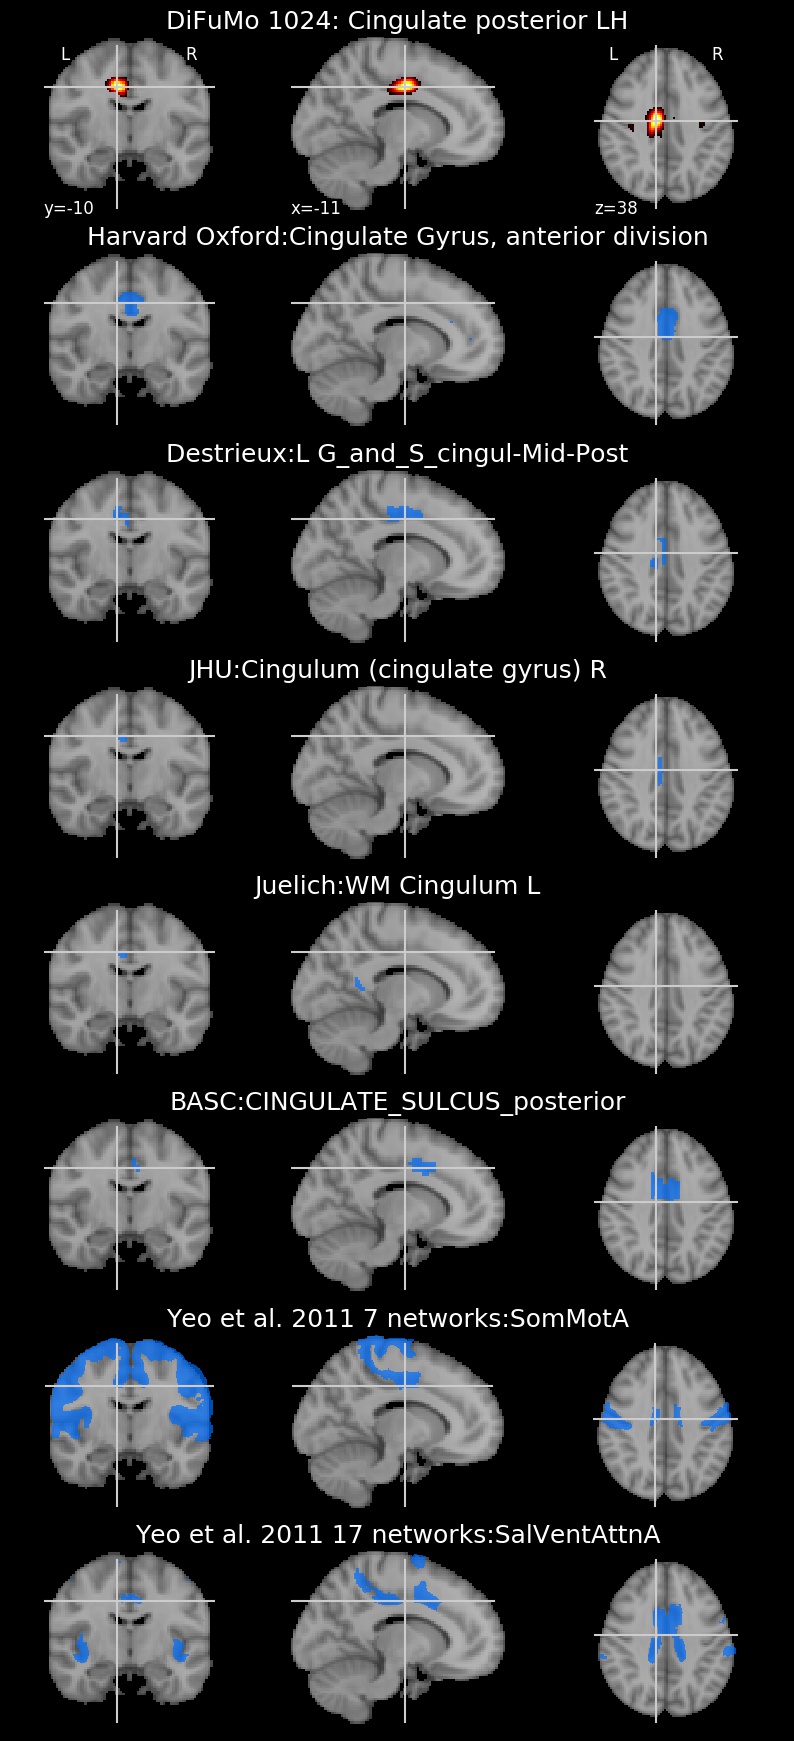 DiFuMo 1024: Cingulate posterior LH
L R L R
y=-10 x=-11 z=38
Harvard Oxford:Cingulate Gyrus, anterior division
Destrieux:L G_and_S_cingul-Mid-Post
JHU:Cingulum (cingulate gyrus) R
Juelich:WM Cingulum L
BASC:CINGULATE_SULCUS_posterior
Yeo et al. 2011 7 networks:SomMotA
Yeo et al. 2011 17 networks:SalVentAttnA